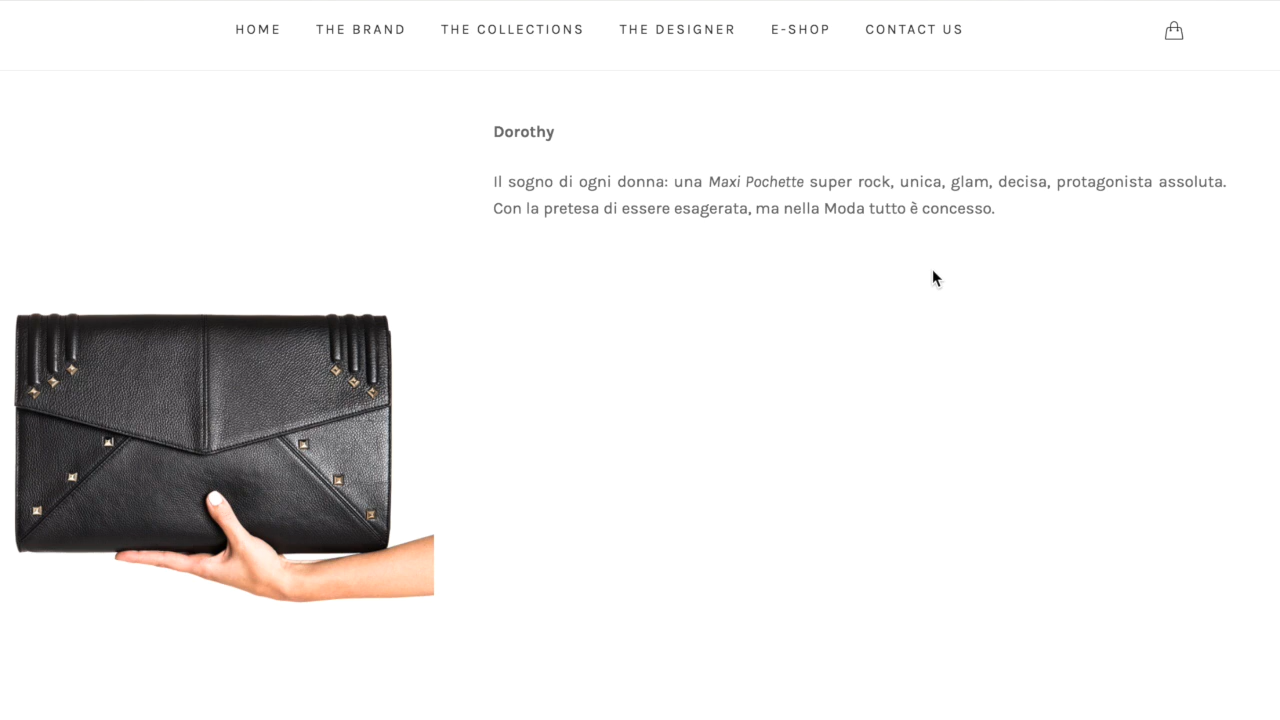 HOME THE BRAND THE COLLECTIONS THE DESIGNER E-SHOP CONTACT US
Dorothy
Il sogno di ogni donna: una Maxi Pochette super rock, unica, glam, decisa, protagonista assoluta.
Con la pretesa di essere esagerata, ma nella Moda tutto è concesso.